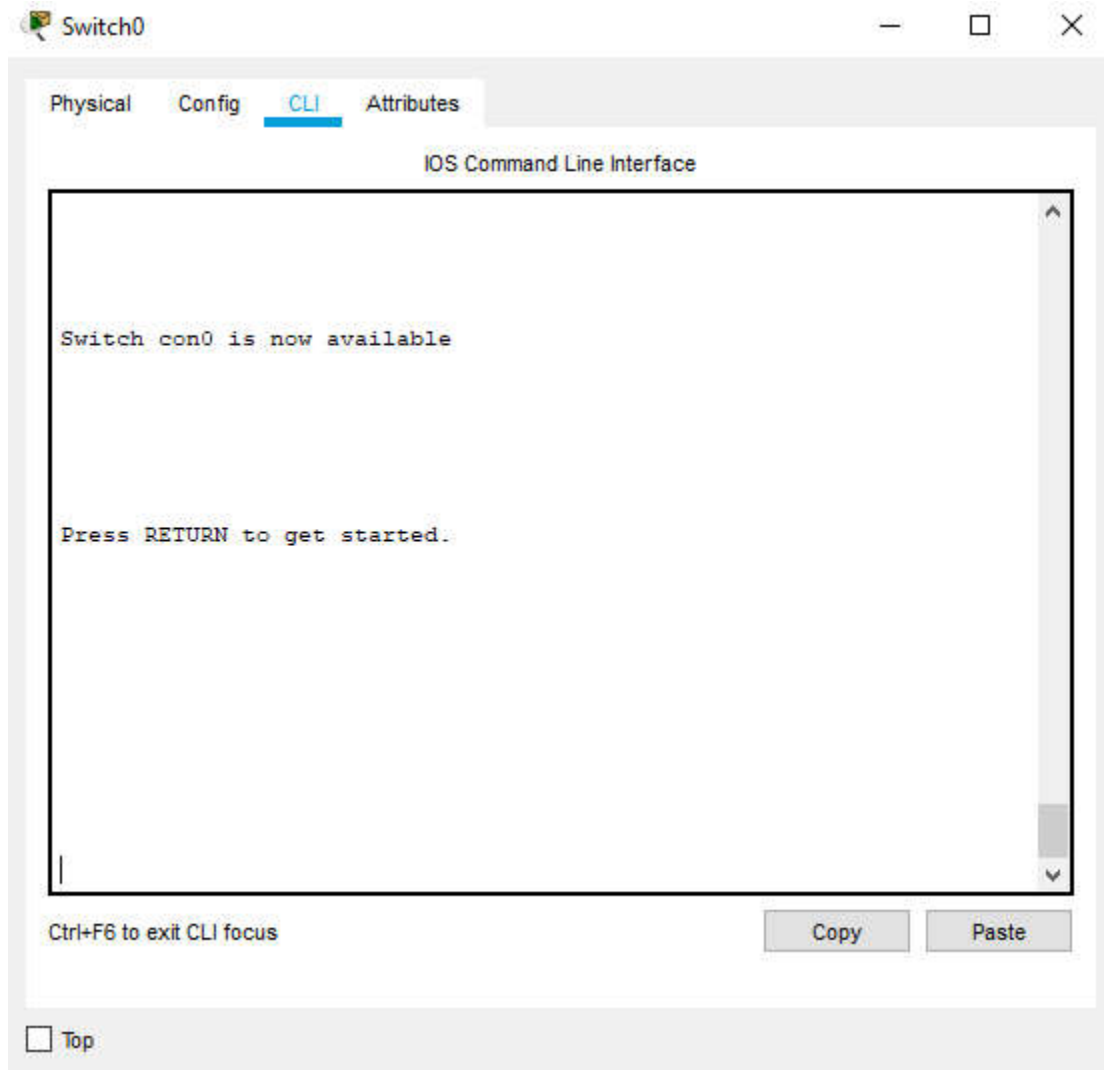 Switch0
Physical Config CLI Attributes
IOS Command Line Interface
Switch con0 is now available
Press RETURN to get started.
Ctrl+F6 to exit CLI focus
Copy Paste
Top